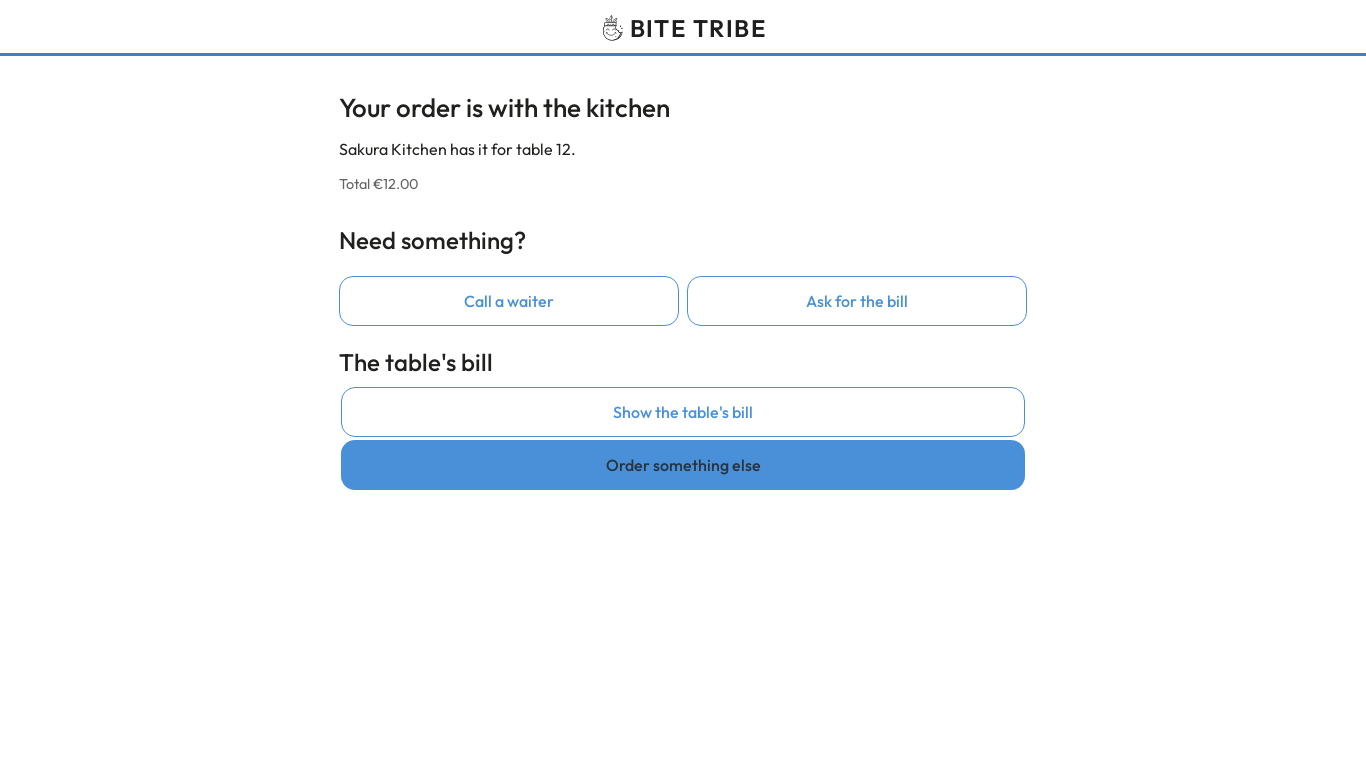 BITE TRIBE
Your order is with the kitchen
Sakura Kitchen has it for table 12.
Total €12.00
Need something?
Call a waiter
Ask for the bill
The table's bill
Show the table's bill
Order something else